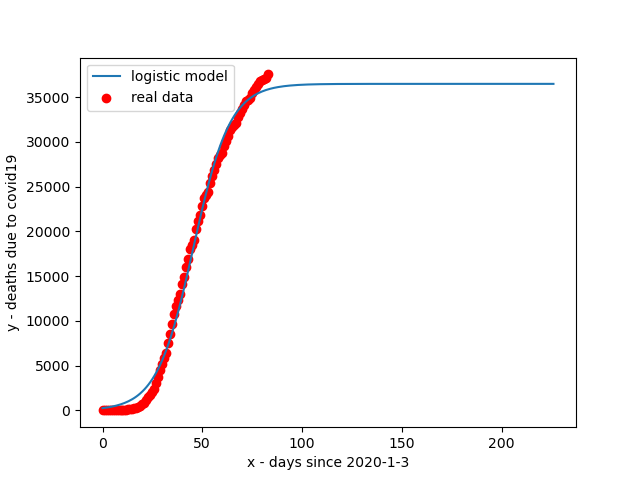 logistic model
real data
35000
30000
25000
20000
15000
10000
5000
0
y - deaths due to covid19
0 50 100 150 200
x - days since 2020-1-3